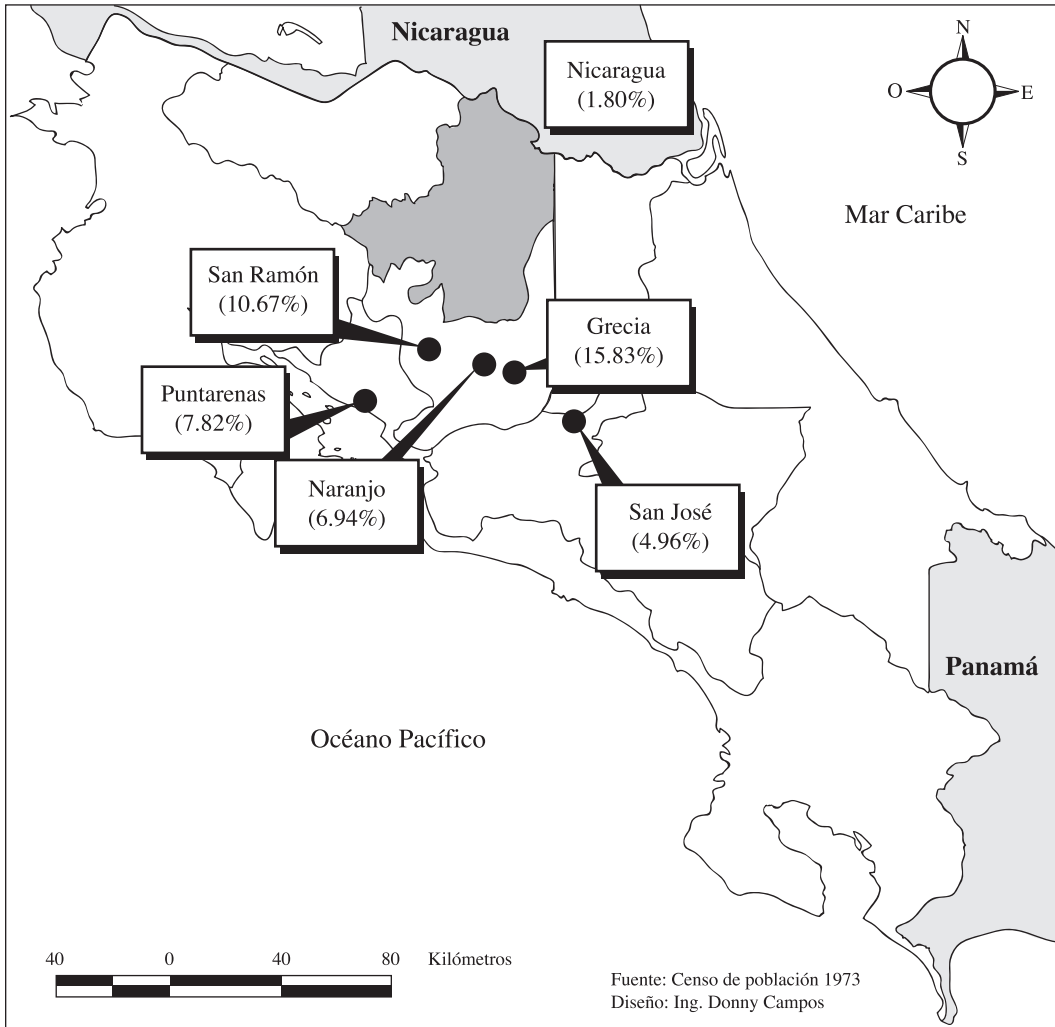 Nicaragua
Nicaragua
(1.80%)
N
O
E
S
Mar Caribe
San Ramón
(10.67%)
Grecia
(15.83%)
Puntarenas
(7.82%)
Naranjo
(6.94%)
San José
(4.96%)
Panamá
Océano Pacífico
40 0 40 80 Kilómetros
Fuente: Censo de población 1973
Diseño: Ing. Donny Campos